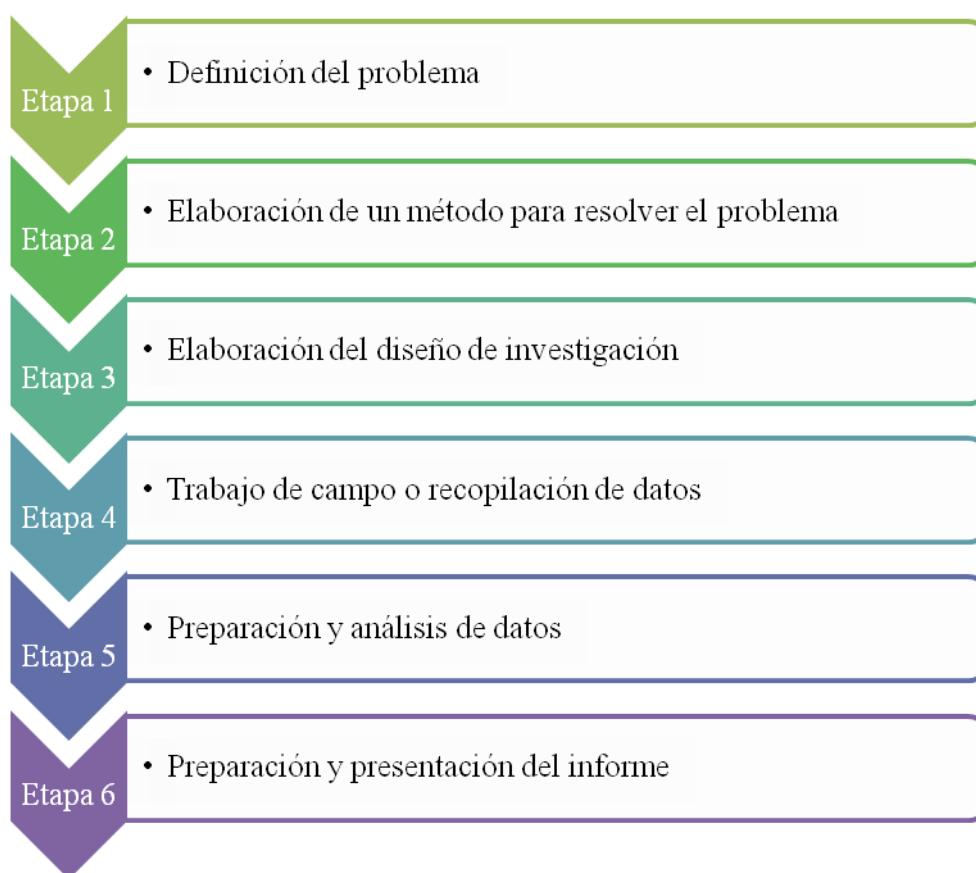 Etapa 1
• Definición del problema
Etapa 2
• Elaboración de un método para resolver el problema
Etapa 3
• Elaboración del diseño de investigación
Etapa 4
• Trabajo de campo o recopilación de datos
Etapa 5
• Preparación y análisis de datos
Etapa 6
• Preparación y presentación del informe